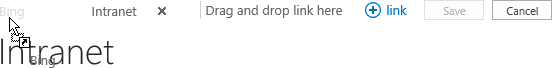 Bing Intranet Drag and drop link here link Save Cancel
Intranet
Bing